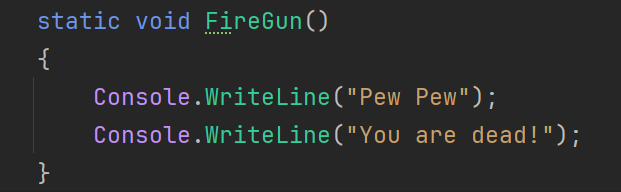 static void FireGun()
{
    Console.WriteLine("Pew Pew");
    Console.WriteLine("You are dead!");
}